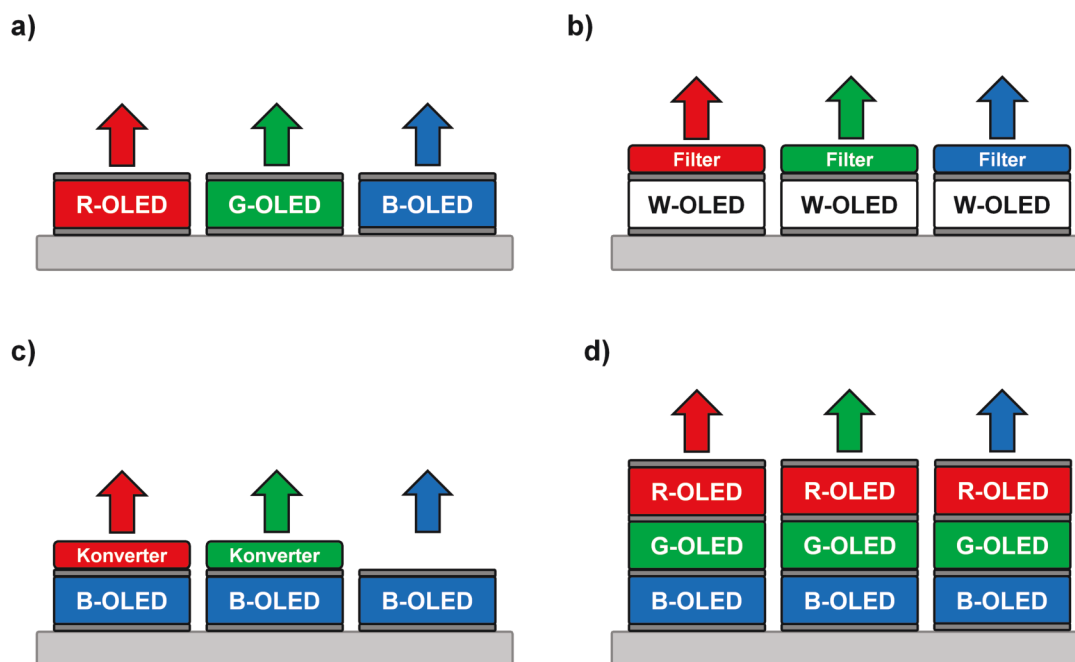 a)
R-OLED G-OLED B-OLED
b)
Filter Filter Filter
W-OLED W-OLED W-OLED
c)
Konverter Konverter
B-OLED B-OLED B-OLED
d)
R-OLED R-OLED R-OLED
G-OLED G-OLED G-OLED
B-OLED B-OLED B-OLED